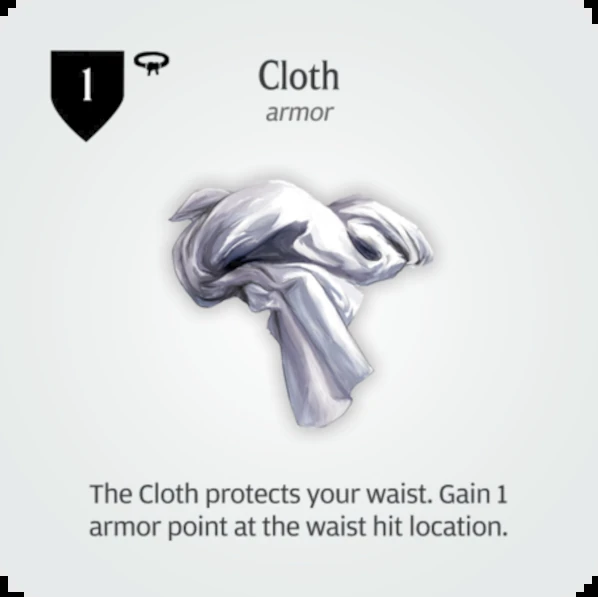 1
Cloth
armor
The Cloth protects your waist. Gain 1
armor point at the waist hit location.